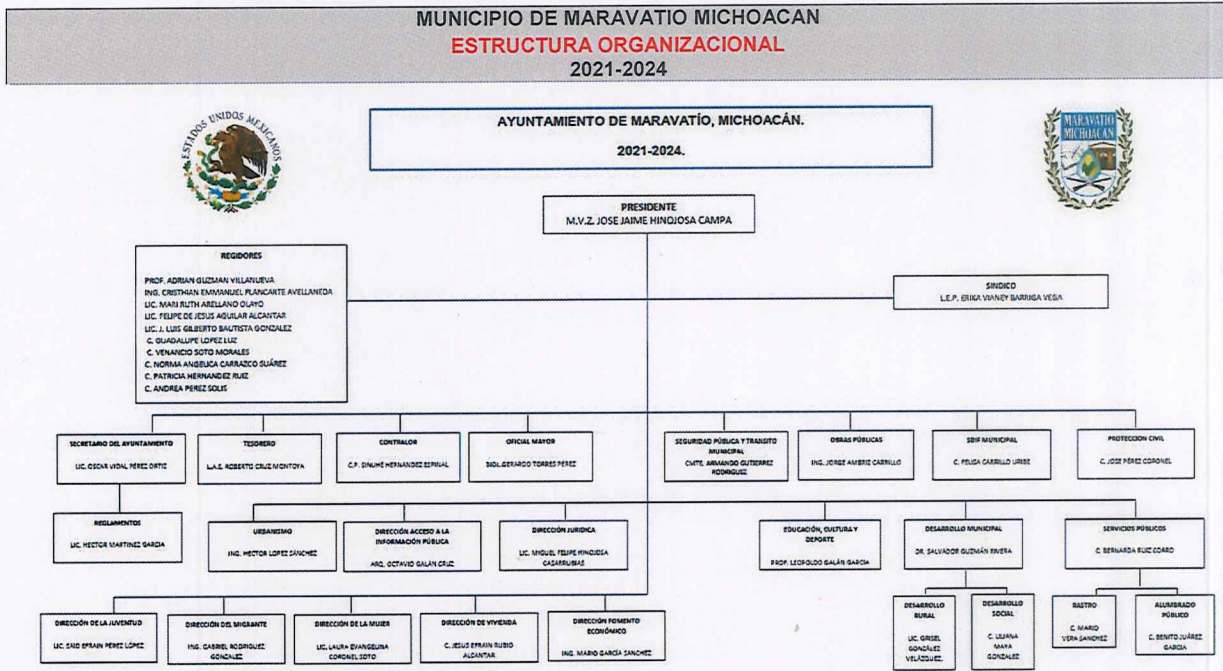 MUNICIPIO DE MARAVATIO MICHOACAN
ESTRUCTURA ORGANIZACIONAL
2021-2024
ESTADOS UNIDOS MEXICANOS
AYUNTAMIENTO DE MARAVATÍO, MICHOACÁN.
2021-2024.
MARAVATIO
MICHOACAN
PRESIDENTE
M.V.Z. JOSE JAIME HINOJOSA CAMPA
REGIDORES
PROF. ADRIAN GUZMAN VILLANUEVA
ING. CRISTHIAN EMMANUEL PLANCARTE AVELLANEDA
LIC. MARI RUTH ARELLANO OLAYO
LIC. FELIPE DE JESUS AGUILAR ALCANTAR
LIC. J. LUIS GILBERTO BAUTISTA GONZALEZ
C. GUADALUPE LOPEZ LUZ
C. VENANCIO SOTO MORALES
C. NORMA ANGELICA CARRAZCO SUÁREZ
C. PATRICIA HERNANDEZ RUIZ
C. ANDREA PEREZ SOLIS
SINDICO
L.E.P. ERIKA VIANEY BARRIGA VEGA
SECRETARIO DEL AYUNTAMIENTO
LIC. OSCAR VIDAL PÉREZ ORTIZ
TESORERO
L.A.E. ROBERTO CRUZ MONTOYA
CONTRALOR
C.P. SINUHÉ HERNANDEZ ESPINAL
OFICIAL MAYOR
BIOL.GERARDO TORRES PÉREZ
SEGURIDAD PÚBLICA Y TRANSITO
MUNICIPAL
CMTE. ARMANDO GUTIERREZ
RODRIGUEZ
OBRAS PÚBLICAS
ING. JORGE AMBRIZ CARRILLO
SDIF MUNICIPAL
C. FELISA CARRILLO URIBE
PROTECCION CIVIL
C. JOSE PÉREZ CORONEL
REGLAMENTOS
LIC. HECTOR MARTINEZ GARCIA
URBANISMO
ING. HECTOR LOPEZ SÁNCHEZ
DIRECCIÓN ACCESO A LA
INFORMACIÓN PÚBLICA
ARQ. OCTAVIO GALÁN CRUZ
DIRECCIÓN JURIDICA
LIC. MIGUEL FELIPE HINOJOSA
CASARRUBIAS
EDUCACIÓN, CULTURA Y
DEPORTE
PROF. LEOPOLDO GALÁN GARCIA
DESARROLLO MUNICIPAL
DR. SALVADOR GUZMÁN RIVERA
SERVICIOS PÚBLICOS
C. BERNARDA RUIZ CORRO
DIRECCIÓN DE LA JUVENTUD
LIC. SAID EFRAIN PÉREZ LÓPEZ
DIRECCIÓN DEL MIGRANTE
ING. GABRIEL RODRIGUEZ
GONZALEZ
DIRECCIÓN DE LA MUJER
LIC. LAURA EVANGELINA
CORONEL SOTO
DIRECCIÓN DE VIVIENDA
C. JESUS EFRAIN RUBIO
ALCANTAR
DIRECCIÓN FOMENTO
ECONÓMICO
ING. MARIO GARCÍA SANCHEZ
DESARROLLO
RURAL
LIC. GRISEL
GONZÁLEZ
VELÁZQUEZ.
DESARROLLO
SOCIAL
C. LILIANA
MAYA
GONZALEZ
RASTRO
C. MARIO
VERA SANCHEZ
ALUMBRADO
PÚBLICO
C. BENITO JUÁREZ
GARCIA